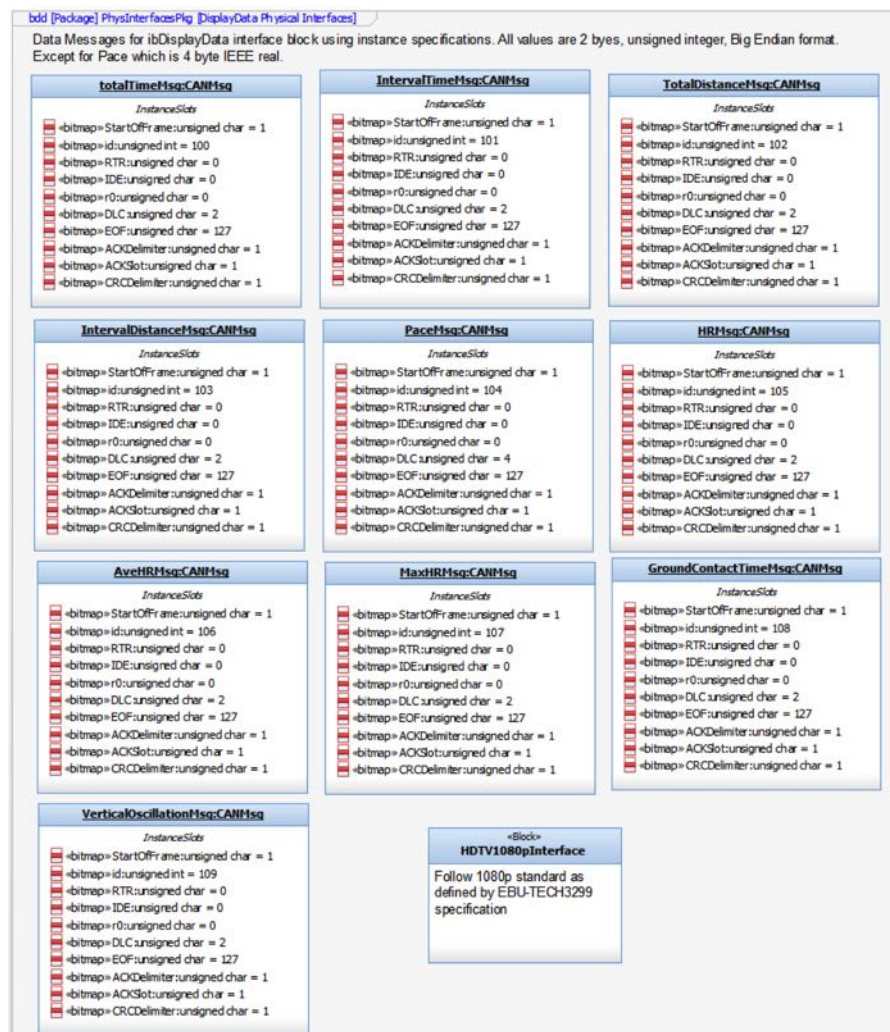 bdd [Package] PhysInterfacesPkg [DisplayData Physical Interfaces]
Data Messages for ibDisplayData interface block using instance specifications. All values are 2 byes, unsigned integer, Big Endian format.
Except for Pace which is 4 byte IEEE real.
totalTimeMsg:CANMsg
InstanceSlots
«bitmap»StartOfFrame:unsigned char = 1
«bitmap»id:unsigned int = 100
«bitmap»RTR:unsigned char = 0
«bitmap»IDE:unsigned char = 0
«bitmap»r0:unsigned char = 0
«bitmap»DLC:unsigned char = 2
«bitmap»EOF:unsigned char = 127
«bitmap»ACKDelimiter:unsigned char = 1
«bitmap»ACKSlot:unsigned char = 1
«bitmap»CRCDelimiter:unsigned char = 1
IntervalTimeMsg:CANMsg
InstanceSlots
«bitmap»StartOfFrame:unsigned char = 1
«bitmap»id:unsigned int = 101
«bitmap»RTR:unsigned char = 0
«bitmap»IDE:unsigned char = 0
«bitmap»r0:unsigned char = 0
«bitmap»DLC:unsigned char = 2
«bitmap»EOF:unsigned char = 127
«bitmap»ACKDelimiter:unsigned char = 1
«bitmap»ACKSlot:unsigned char = 1
«bitmap»CRCDelimiter:unsigned char = 1
TotalDistanceMsg:CANMsg
InstanceSlots
«bitmap»StartOfFrame:unsigned char = 1
«bitmap»id:unsigned int = 102
«bitmap»RTR:unsigned char = 0
«bitmap»IDE:unsigned char = 0
«bitmap»r0:unsigned char = 0
«bitmap»DLC:unsigned char = 2
«bitmap»EOF:unsigned char = 127
«bitmap»ACKDelimiter:unsigned char = 1
«bitmap»ACKSlot:unsigned char = 1
«bitmap»CRCDelimiter:unsigned char = 1
IntervalDistanceMsg:CANMsg
InstanceSlots
«bitmap»StartOfFrame:unsigned char = 1
«bitmap»id:unsigned int = 103
«bitmap»RTR:unsigned char = 0
«bitmap»IDE:unsigned char = 0
«bitmap»r0:unsigned char = 0
«bitmap»DLC:unsigned char = 2
«bitmap»EOF:unsigned char = 127
«bitmap»ACKDelimiter:unsigned char = 1
«bitmap»ACKSlot:unsigned char = 1
«bitmap»CRCDelimiter:unsigned char = 1
PaceMsg:CANMsg
InstanceSlots
«bitmap»StartOfFrame:unsigned char = 1
«bitmap»id:unsigned int = 104
«bitmap»RTR:unsigned char = 0
«bitmap»IDE:unsigned char = 0
«bitmap»r0:unsigned char = 0
«bitmap»DLC:unsigned char = 4
«bitmap»EOF:unsigned char = 127
«bitmap»ACKDelimiter:unsigned char = 1
«bitmap»ACKSlot:unsigned char = 1
«bitmap»CRCDelimiter:unsigned char = 1
HRMsg:CANMsg
InstanceSlots
«bitmap»StartOfFrame:unsigned char = 1
«bitmap»id:unsigned int = 105
«bitmap»RTR:unsigned char = 0
«bitmap»IDE:unsigned char = 0
«bitmap»r0:unsigned char = 0
«bitmap»DLC:unsigned char = 2
«bitmap»EOF:unsigned char = 127
«bitmap»ACKDelimiter:unsigned char = 1
«bitmap»ACKSlot:unsigned char = 1
«bitmap»CRCDelimiter:unsigned char = 1
AveHRMsg:CANMsg
InstanceSlots
«bitmap»StartOfFrame:unsigned char = 1
«bitmap»id:unsigned int = 106
«bitmap»RTR:unsigned char = 0
«bitmap»IDE:unsigned char = 0
«bitmap»r0:unsigned char = 0
«bitmap»DLC:unsigned char = 2
«bitmap»EOF:unsigned char = 127
«bitmap»ACKDelimiter:unsigned char = 1
«bitmap»ACKSlot:unsigned char = 1
«bitmap»CRCDelimiter:unsigned char = 1
MaxHRMsg:CANMsg
InstanceSlots
«bitmap»StartOfFrame:unsigned char = 1
«bitmap»id:unsigned int = 107
«bitmap»RTR:unsigned char = 0
«bitmap»IDE:unsigned char = 0
«bitmap»r0:unsigned char = 0
«bitmap»DLC:unsigned char = 2
«bitmap»EOF:unsigned char = 127
«bitmap»ACKDelimiter:unsigned char = 1
«bitmap»ACKSlot:unsigned char = 1
«bitmap»CRCDelimiter:unsigned char = 1
GroundContactTimeMsg:CANMsg
InstanceSlots
«bitmap»StartOfFrame:unsigned char = 1
«bitmap»id:unsigned int = 108
«bitmap»RTR:unsigned char = 0
«bitmap»IDE:unsigned char = 0
«bitmap»r0:unsigned char = 0
«bitmap»DLC:unsigned char = 2
«bitmap»EOF:unsigned char = 127
«bitmap»ACKDelimiter:unsigned char = 1
«bitmap»ACKSlot:unsigned char = 1
«bitmap»CRCDelimiter:unsigned char = 1
VerticalOscillationMsg:CANMsg
InstanceSlots
«bitmap»StartOfFrame:unsigned char = 1
«bitmap»id:unsigned int = 109
«bitmap»RTR:unsigned char = 0
«bitmap»IDE:unsigned char = 0
«bitmap»r0:unsigned char = 0
«bitmap»DLC:unsigned char = 2
«bitmap»EOF:unsigned char = 127
«bitmap»ACKDelimiter:unsigned char = 1
«bitmap»ACKSlot:unsigned char = 1
«bitmap»CRCDelimiter:unsigned char = 1
«Block»
HDTV1080pInterface
Follow 1080p standard as
defined by EBU-TECH3299
specification